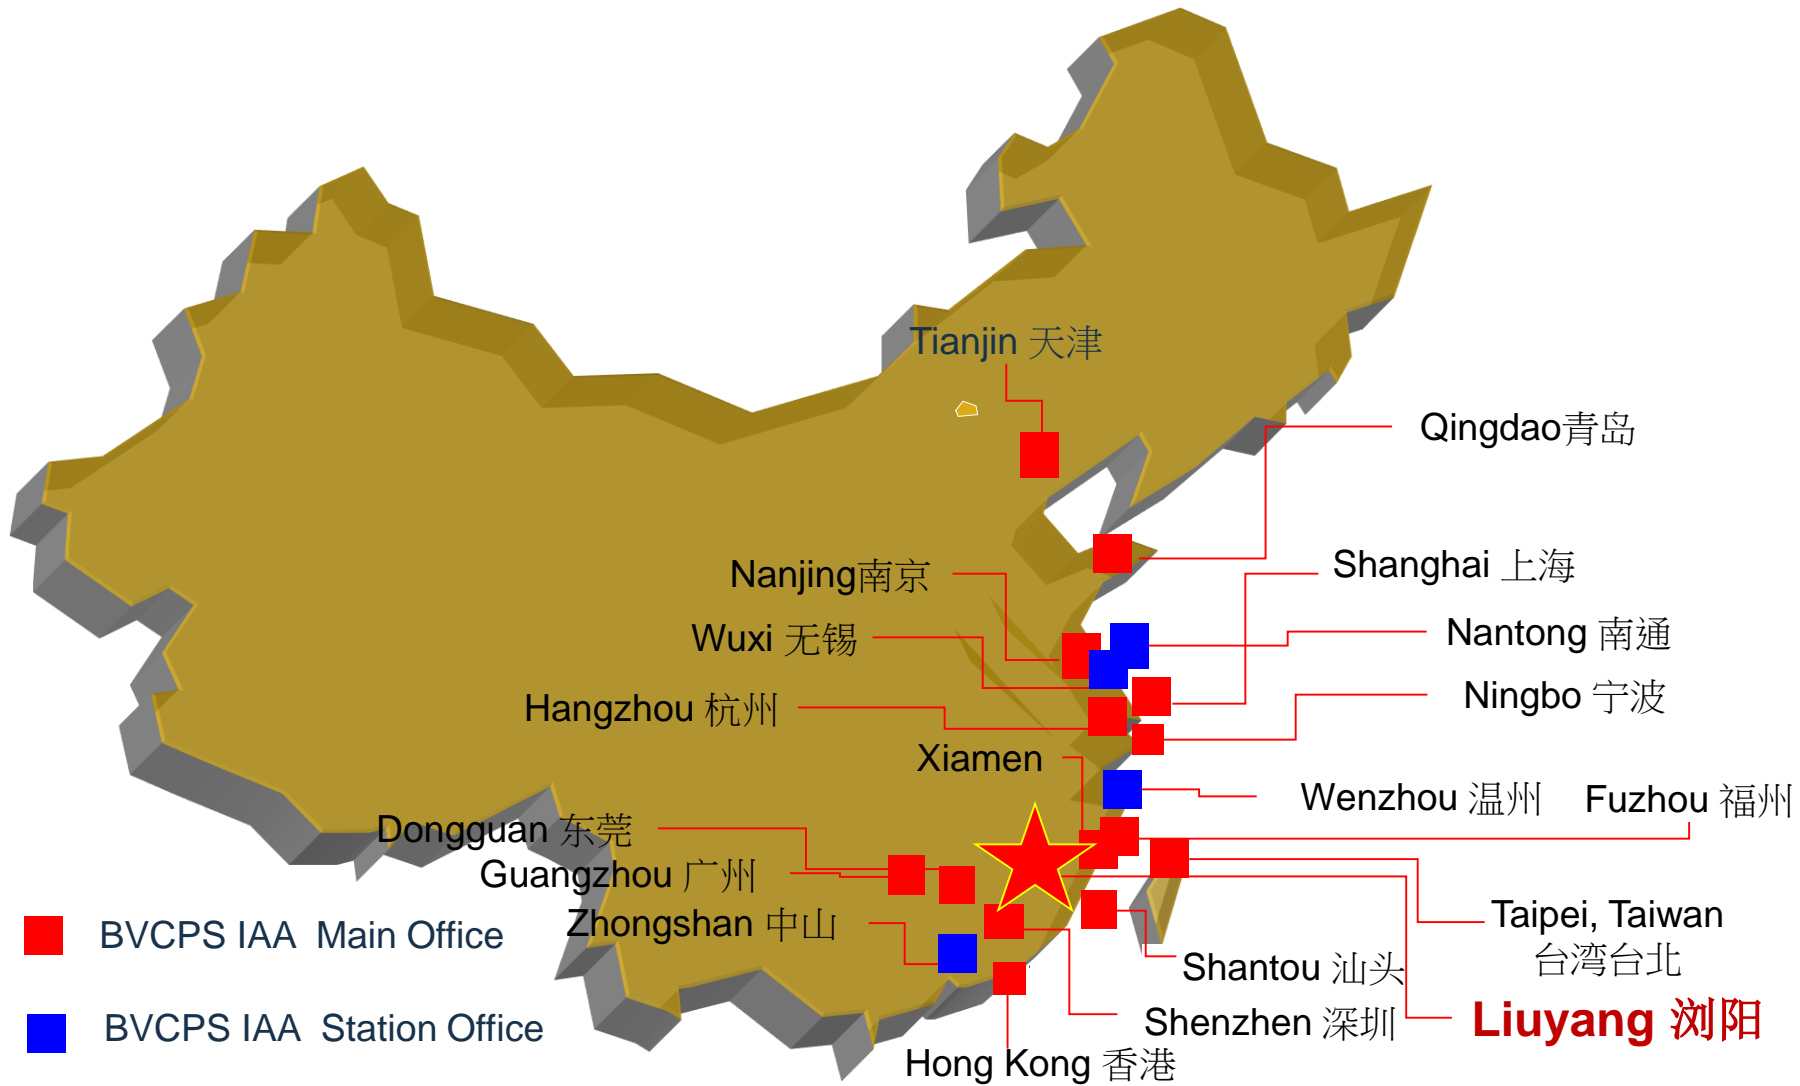 Tianjin 天津
Qingdao青岛
Nanjing南京
Shanghai 上海
Wuxi 无锡
Nantong 南通
Hangzhou 杭州
Ningbo 宁波
Xiamen
Wenzhou 温州
Fuzhou 福州
Dongguan 东莞
Guangzhou 广州
Zhongshan 中山
Taipei, Taiwan
台湾台北
BVCPS IAA Main Office
Shantou 汕头
Shenzhen 深圳
Liuyang 浏阳
BVCPS IAA Station Office
Hong Kong 香港